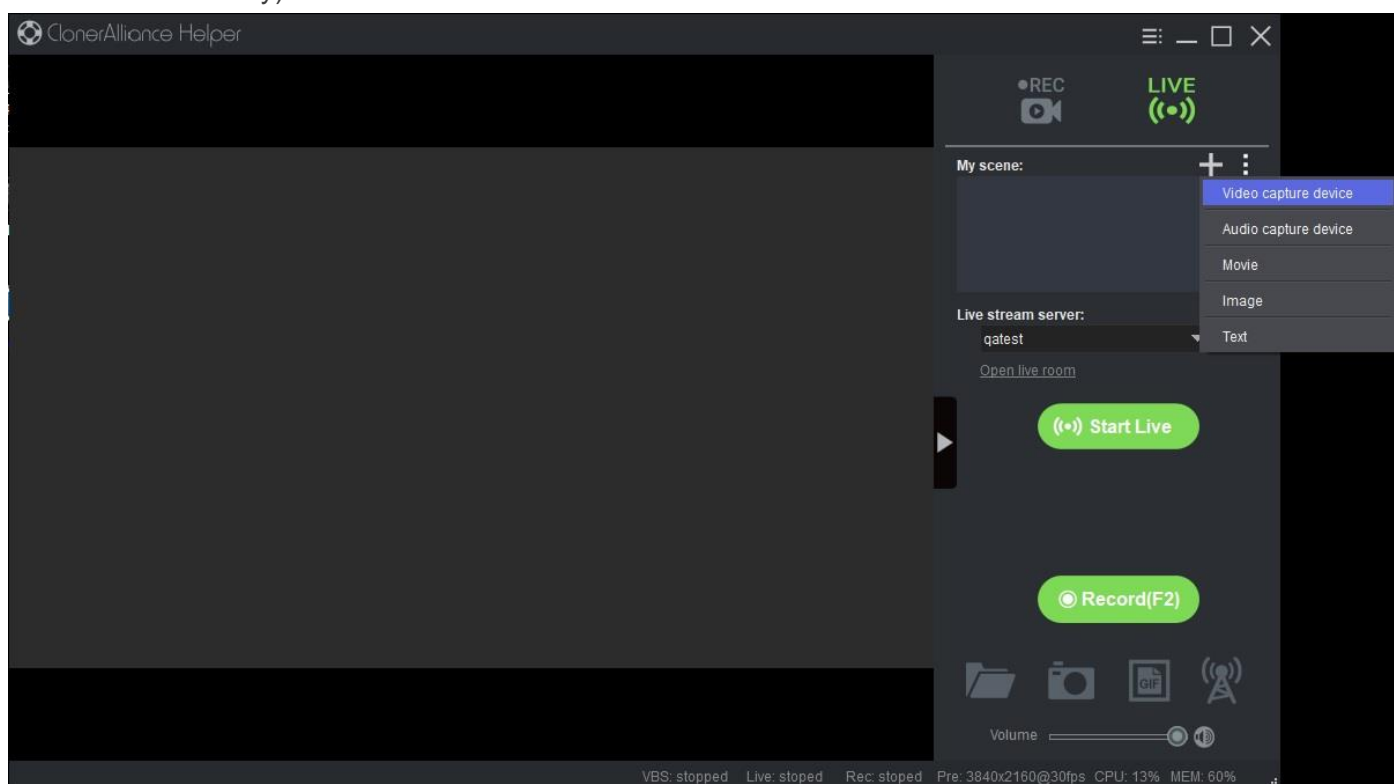 ClonerAlliance Helper
REC
LIVE
My scene:
Video capture device
Audio capture device
Movie
Image
Text
Live stream server:
qatest
Open live room
Start Live
Record(F2)
GIF
Volume
VBS: stopped Live: stoped Rec: stoped Pre: 3840x2160@30fps CPU: 13% MEM: 60%